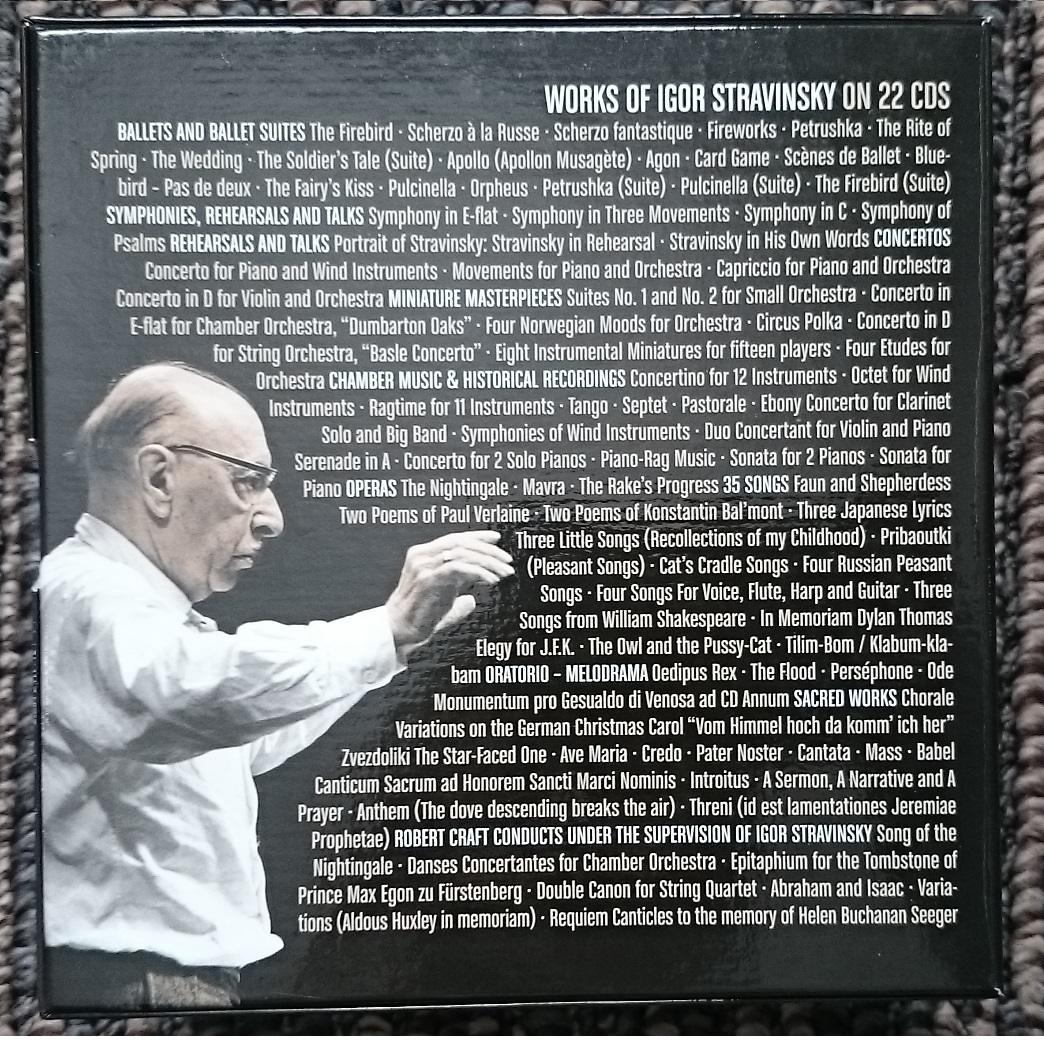 WORKS OF IGOR STRAVINSKY ON 22 CDS
BALLETS AND BALLET SUITES The Firebird · Scherzo à la Russe · Scherzo fantastique · Fireworks · Petrushka · The Rite of
Spring · The Wedding · The Soldier's Tale (Suite) · Apollo (Apollon Musagète) · Agon · Card Game · Scènes de Ballet · Blue-
bird – Pas de deux · The Fairy's Kiss · Pulcinella · Orpheus · Petrushka (Suite) · Pulcinella (Suite) · The Firebird (Suite)
SYMPHONIES, REHEARSALS AND TALKS Symphony in E-flat · Symphony in Three Movements · Symphony in C · Symphony of
Psalms REHEARSALS AND TALKS Portrait of Stravinsky: Stravinsky in Rehearsal · Stravinsky in His Own Words CONCERTOS
Concerto for Piano and Wind Instruments · Movements for Piano and Orchestra · Capriccio for Piano and Orchestra
Concerto in D for Violin and Orchestra MINIATURE MASTERPIECES Suites No. 1 and No. 2 for Small Orchestra · Concerto in
E-flat for Chamber Orchestra, “Dumbarton Oaks” · Four Norwegian Moods for Orchestra · Circus Polka · Concerto in D
for String Orchestra, “Basle Concerto” · Eight Instrumental Miniatures for fifteen players · Four Etudes for
Orchestra CHAMBER MUSIC & HISTORICAL RECORDINGS Concertino for 12 Instruments · Octet for Wind
Instruments · Ragtime for 11 Instruments · Tango · Septet · Pastorale · Ebony Concerto for Clarinet
Solo and Big Band · Symphonies of Wind Instruments · Duo Concertant for Violin and Piano
Serenade in A · Concerto for 2 Solo Pianos · Piano-Rag Music · Sonata for 2 Pianos · Sonata for
Piano OPERAS The Nightingale · Mavra · The Rake's Progress 35 SONGS Faun and Shepherdess
Two Poems of Paul Verlaine · Two Poems of Konstantin Bal'mont · Three Japanese Lyrics
Three Little Songs (Recollections of my Childhood) · Pribaoutki
(Pleasant Songs) · Cat's Cradle Songs · Four Russian Peasant
Songs · Four Songs For Voice, Flute, Harp and Guitar · Three
Songs from William Shakespeare · In Memoriam Dylan Thomas
Elegy for J.F.K. · The Owl and the Pussy-Cat · Tilim-Bom / Klabum-kla-
bam ORATORIO – MELODRAMA Oedipus Rex · The Flood · Perséphone · Ode
Monumentum pro Gesualdo di Venosa ad CD Annum SACRED WORKS Chorale
Variations on the German Christmas Carol “Vom Himmel hoch da komm' ich her”
Zvezdoliki The Star-Faced One · Ave Maria · Credo · Pater Noster · Cantata · Mass · Babel
Canticum Sacrum ad Honorem Sancti Marci Nominis · Introitus · A Sermon, A Narrative and A
Prayer · Anthem (The dove descending breaks the air) · Threni (id est lamentationes Jeremiae
Prophetae) ROBERT CRAFT CONDUCTS UNDER THE SUPERVISION OF IGOR STRAVINSKY Song of the
Nightingale · Danses Concertantes for Chamber Orchestra · Epitaphium for the Tombstone of
Prince Max Egon zu Fürstenberg · Double Canon for String Quartet · Abraham and Isaac · Varia-
tions (Aldous Huxley in memoriam) · Requiem Canticles to the memory of Helen Buchanan Seeger